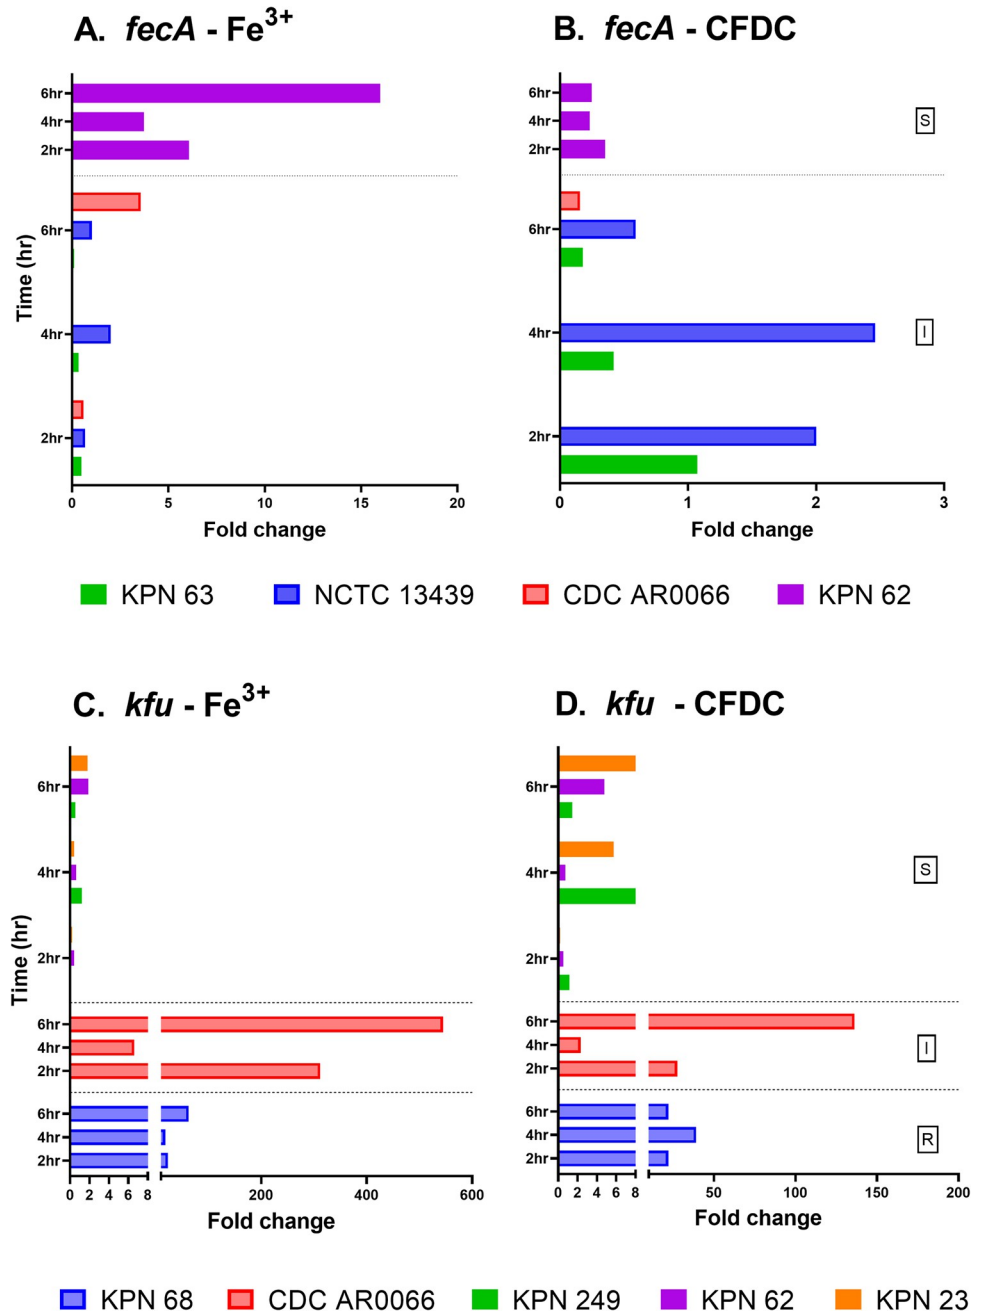 A. fecA - Fe3+
B. fecA - CFDC
6hr
4hr
2hr
6hr
4hr
2hr
Time (hr)
0 5 10 15 20
Fold change
6hr
4hr
2hr
S
6hr
4hr
I
2hr
0 1 2 3
Fold change
KPN 63 NCTC 13439 CDC AR0066 KPN 62
C. kfu - Fe3+
D. kfu - CFDC
6hr
4hr
2hr
Time (hr)
6hr
4hr
2hr
6hr
4hr
2hr
0 2 4 6 8 200 400 600
Fold change
6hr
4hr
S
2hr
6hr
4hr
I
2hr
6hr
4hr
R
2hr
0 2 4 6 8 50 100 150 200
Fold change
KPN 68 CDC AR0066 KPN 249 KPN 62 KPN 23